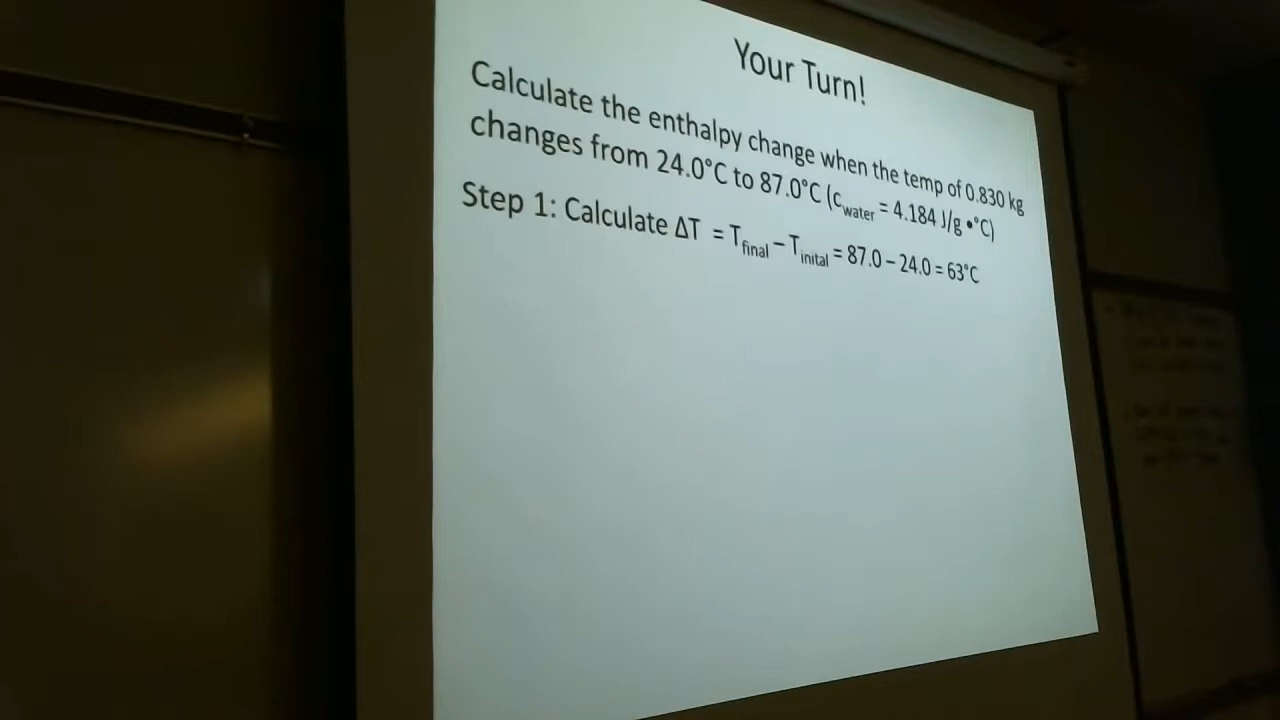 Your Turn!
Calculate the enthalpy change when the temp of 0.830 kg
changes from 24.0°C to 87.0°C (cwater = 4.184 J/g •°C)
Step 1: Calculate ΔT = Tfinal – Tinital = 87.0 – 24.0 = 63°C